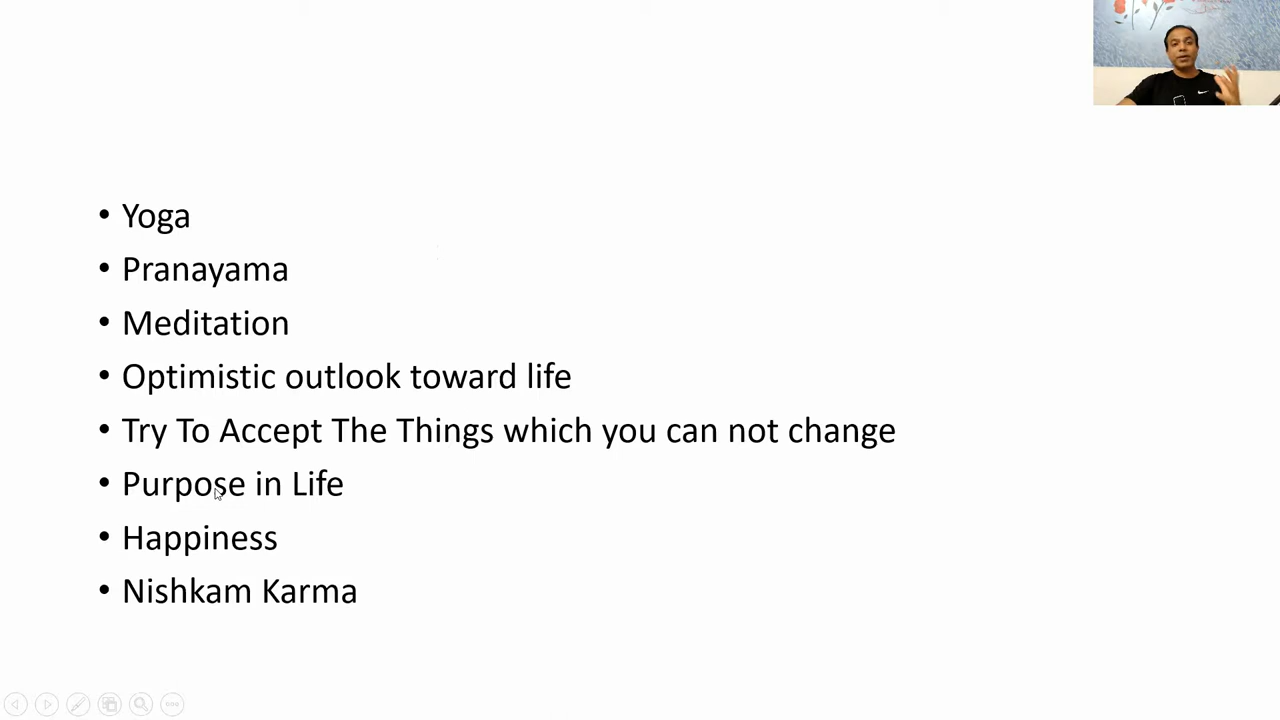 • Yoga
• Pranayama
• Meditation
• Optimistic outlook toward life
• Try To Accept The Things which you can not change
• Purpose in Life
• Happiness
• Nishkam Karma